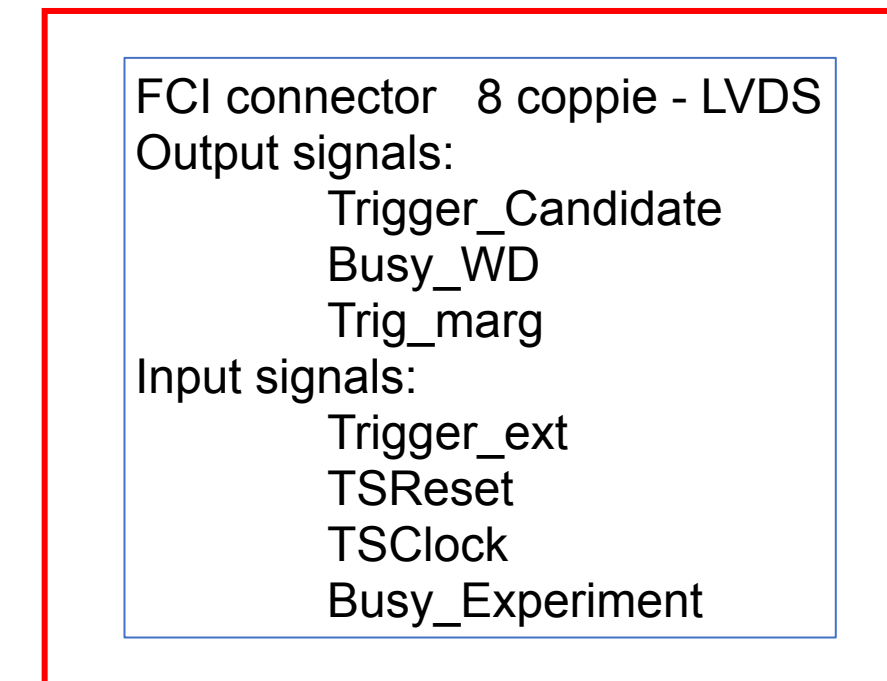 FCI connector 8 coppie - LVDS
Output signals:
Trigger_Candidate
Busy_WD
Trig_marg
Input signals:
Trigger_ext
TSReset
TSClock
Busy_Experiment